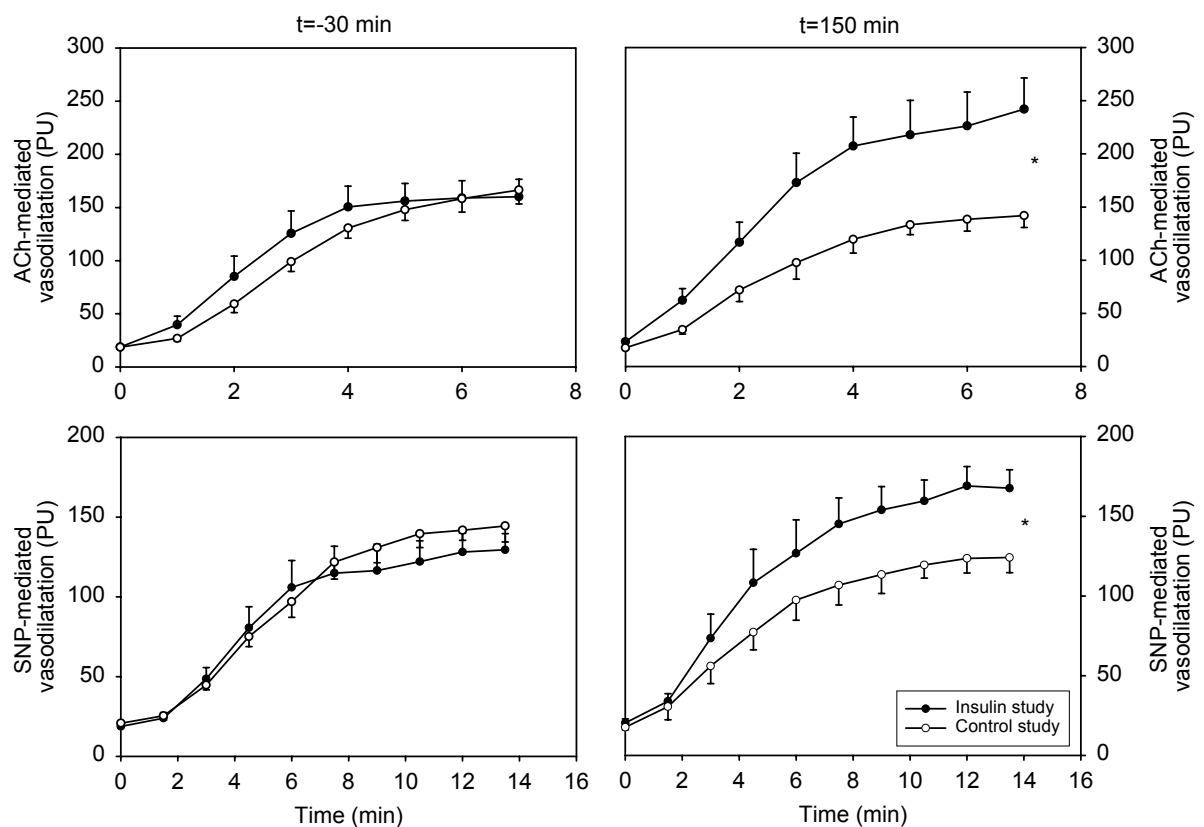 t=-30 min
t=150 min
300
250
200
150
100
50
0
ACh-mediated
vasodilatation (PU)
0 2 4 6 8
300
250
200
150
100
50
0
ACh-mediated
vasodilatation (PU)
*
0 2 4 6 8
200
150
100
50
0
SNP-mediated
vasodilatation (PU)
0 2 4 6 8 10 12 14 16
Time (min)
200
150
100
50
0
SNP-mediated
vasodilatation (PU)
*
Insulin study
Control study
0 2 4 6 8 10 12 14 16
Time (min)